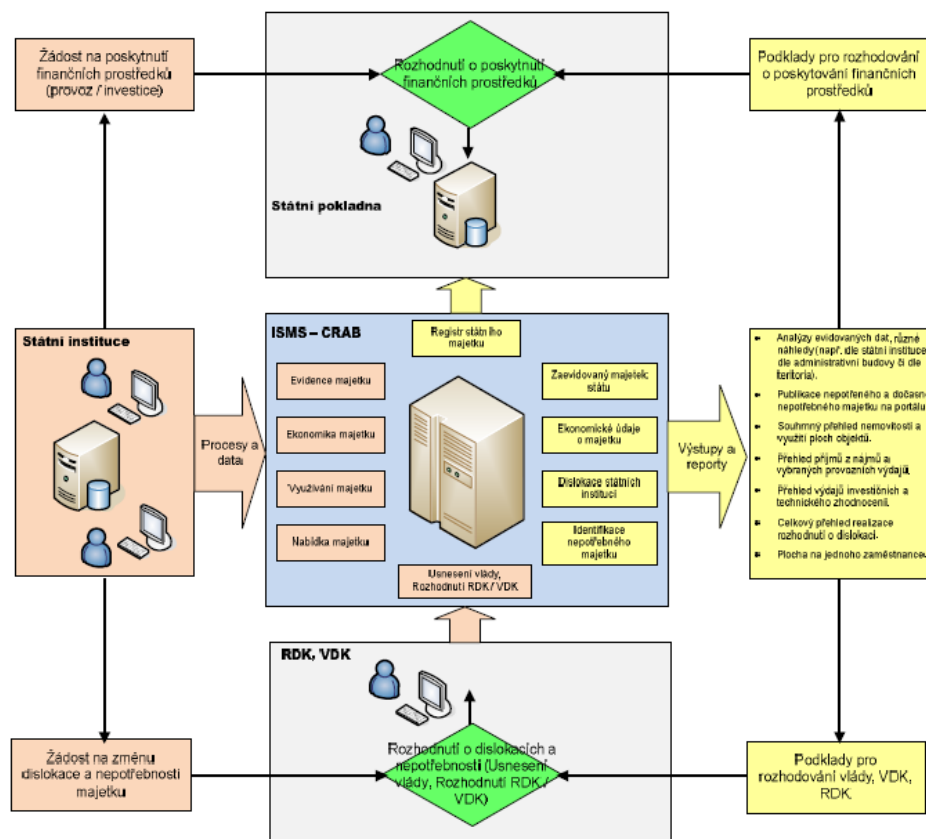 Žádost na poskytnutí
finančních prostředků
(provoz / investice)
Rozhodnutí o poskytnutí
finančních prostředků
Podklady pro rozhodování
o poskytování finančních
prostředků
Státní pokladna
Státní instituce
Procesy a
data
ISMS – CRAB
Registr státního
majetku
Evidence majetku
Ekonomika majetku
Využívání majetku
Nabídka majetku
Zaevidovaný majetek
státu
Ekonomické údaje
o majetku
Dislokace státních
institucí
Identifikace
nepotřebného
majetku
Usnesení vlády,
Rozhodnutí RDK / VDK
Výstupy a
reporty
Analýzy evidovaných dat, různé
náhledy (např. dle státní instituce
dle administrativní budovy či dle
teritoria).
Publikace nepotřeného a dočasně
nepotřebného majetku na portálu
Souhrnný přehled nemovitostí a
využití ploch objektů.
Přehled příjmů z nájmů a
vybraných provozních výdajů.
Přehled výdajů investičních a
technického zhodnocení.
Celkový přehled realizace
rozhodnutí o dislokaci.
Plocha na jednoho zaměstnance.
RDK, VDK
Žádost na změnu
dislokace a nepotřebnosti
majetku
Rozhodnutí o dislokacích a
nepotřebnosti (Usnesení
vlády, Rozhodnutí RDK /
VDK)
Podklady pro
rozhodování vlády, VDK,
RDK.